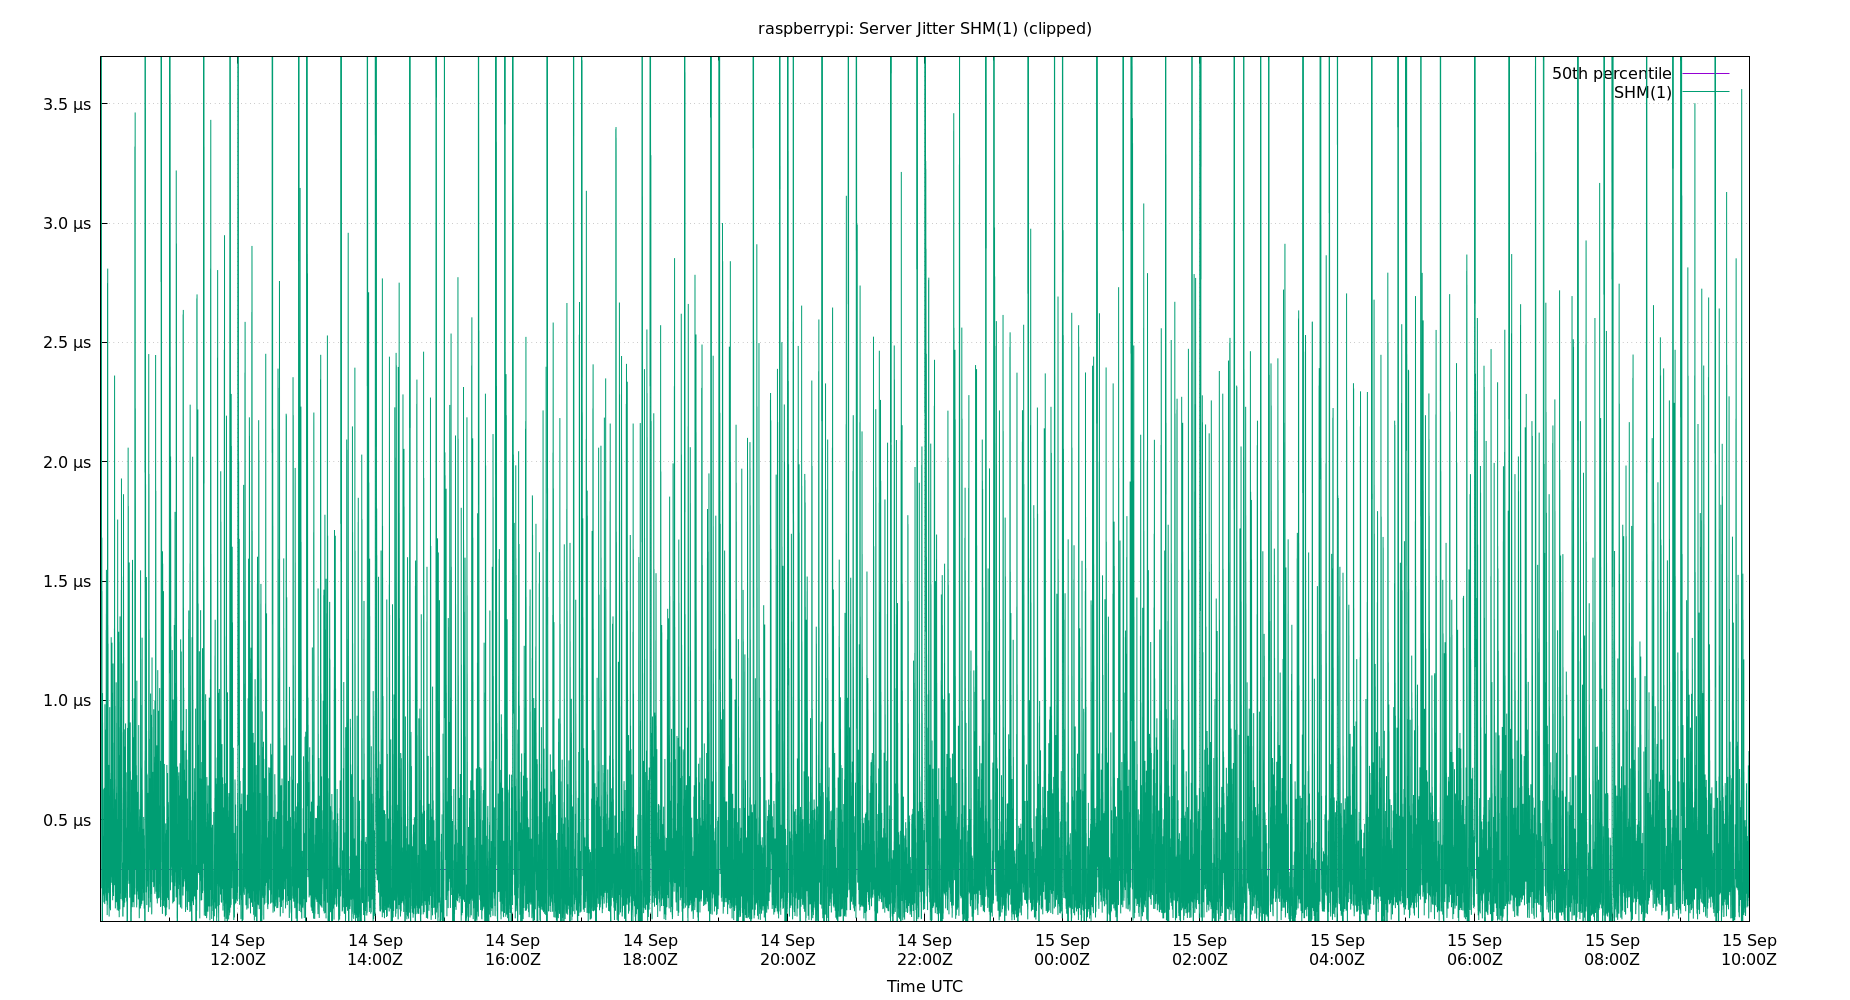 raspberrypi: Server Jitter SHM(1) (clipped)
50th percentile
SHM(1)
3.5 µs
3.0 µs
2.5 µs
2.0 µs
1.5 µs
1.0 µs
0.5 µs
14 Sep 14 Sep 14 Sep 14 Sep 14 Sep 14 Sep 15 Sep 15 Sep 15 Sep 15 Sep 15 Sep 15 Sep
12:00Z 14:00Z 16:00Z 18:00Z 20:00Z 22:00Z 00:00Z 02:00Z 04:00Z 06:00Z 08:00Z 10:00Z
Time UTC